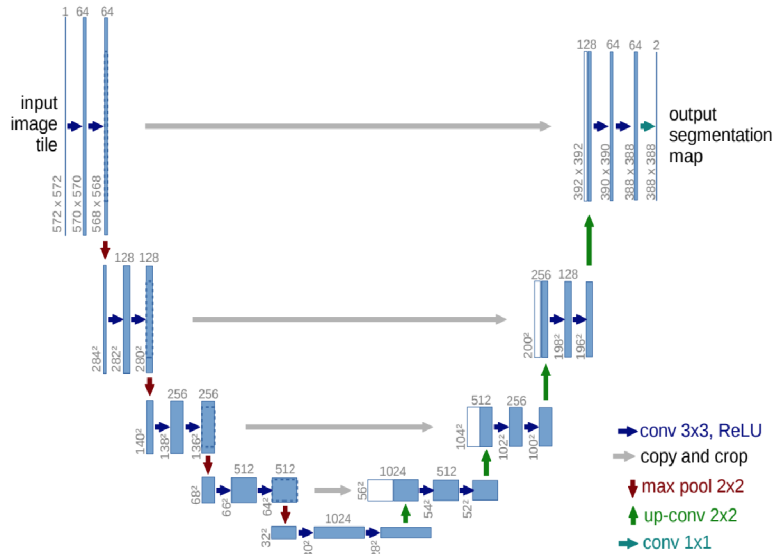 1 64 64
128 64 64 2
input
image
tile
output
segmentation
map
572 x 572
570 x 570
568 x 568
392 x 392
390 x 390
388 x 388
388 x 388
128 128
256 128
284²
282²
280²
200²
198²
196²
256 256
512 256
140²
138²
136²
104²
102²
100²
512 512
1024 512
68²
66²
64²
56²
54²
52²
1024
32²
conv 3x3, ReLU
copy and crop
max pool 2x2
up-conv 2x2
conv 1x1